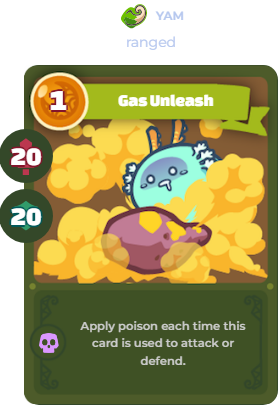 YAM
ranged
1
Gas Unleash
20
20
Apply poison each time this
card is used to attack or
defend.